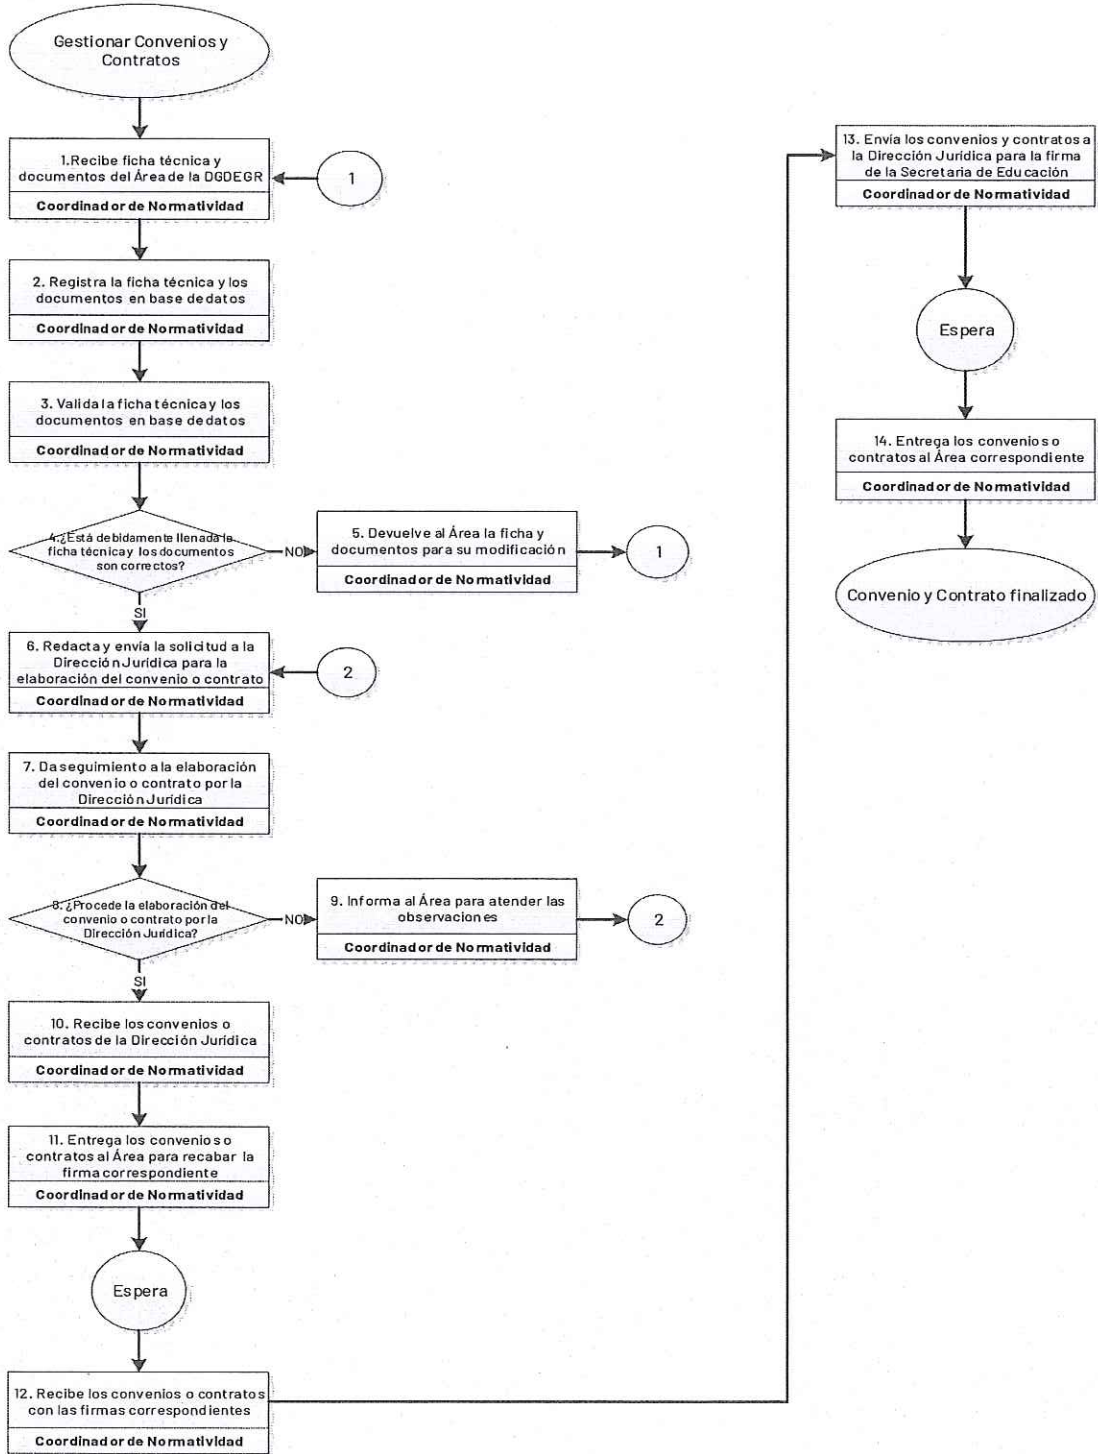 Gestionar Convenios y
Contratos
1.Recibe ficha técnica y
documentos del Área de la DGDEGR
Coordinador de Normatividad
1
2. Registra la ficha técnica y los
documentos en base de datos
Coordinador de Normatividad
3. Valida la ficha técnica y los
documentos en base de datos
Coordinador de Normatividad
4.¿Está debidamente llenada la
ficha técnica y los documentos
son correctos?
NO
5. Devuelve al Área la ficha y
documentos para su modificación
Coordinador de Normatividad
1
SI
6. Redacta y envía la solicitud a la
Dirección Jurídica para la
elaboración del convenio o contrato
Coordinador de Normatividad
2
7. Da seguimiento a la elaboración
del convenio o contrato por la
Dirección Jurídica
Coordinador de Normatividad
8. ¿Procede la elaboración del
convenio o contrato por la
Dirección Jurídica?
NO
9. Informa al Área para atender las
observaciones
Coordinador de Normatividad
2
SI
10. Recibe los convenios o
contratos de la Dirección Jurídica
Coordinador de Normatividad
11. Entrega los convenios o
contratos al Área para recabar la
firma correspondiente
Coordinador de Normatividad
Espera
12. Recibe los convenios o contratos
con las firmas correspondientes
Coordinador de Normatividad
13. Envía los convenios y contratos a
la Dirección Jurídica para la firma
de la Secretaria de Educación
Coordinador de Normatividad
Espera
14. Entrega los convenios o
contratos al Área correspondiente
Coordinador de Normatividad
Convenio y Contrato finalizado